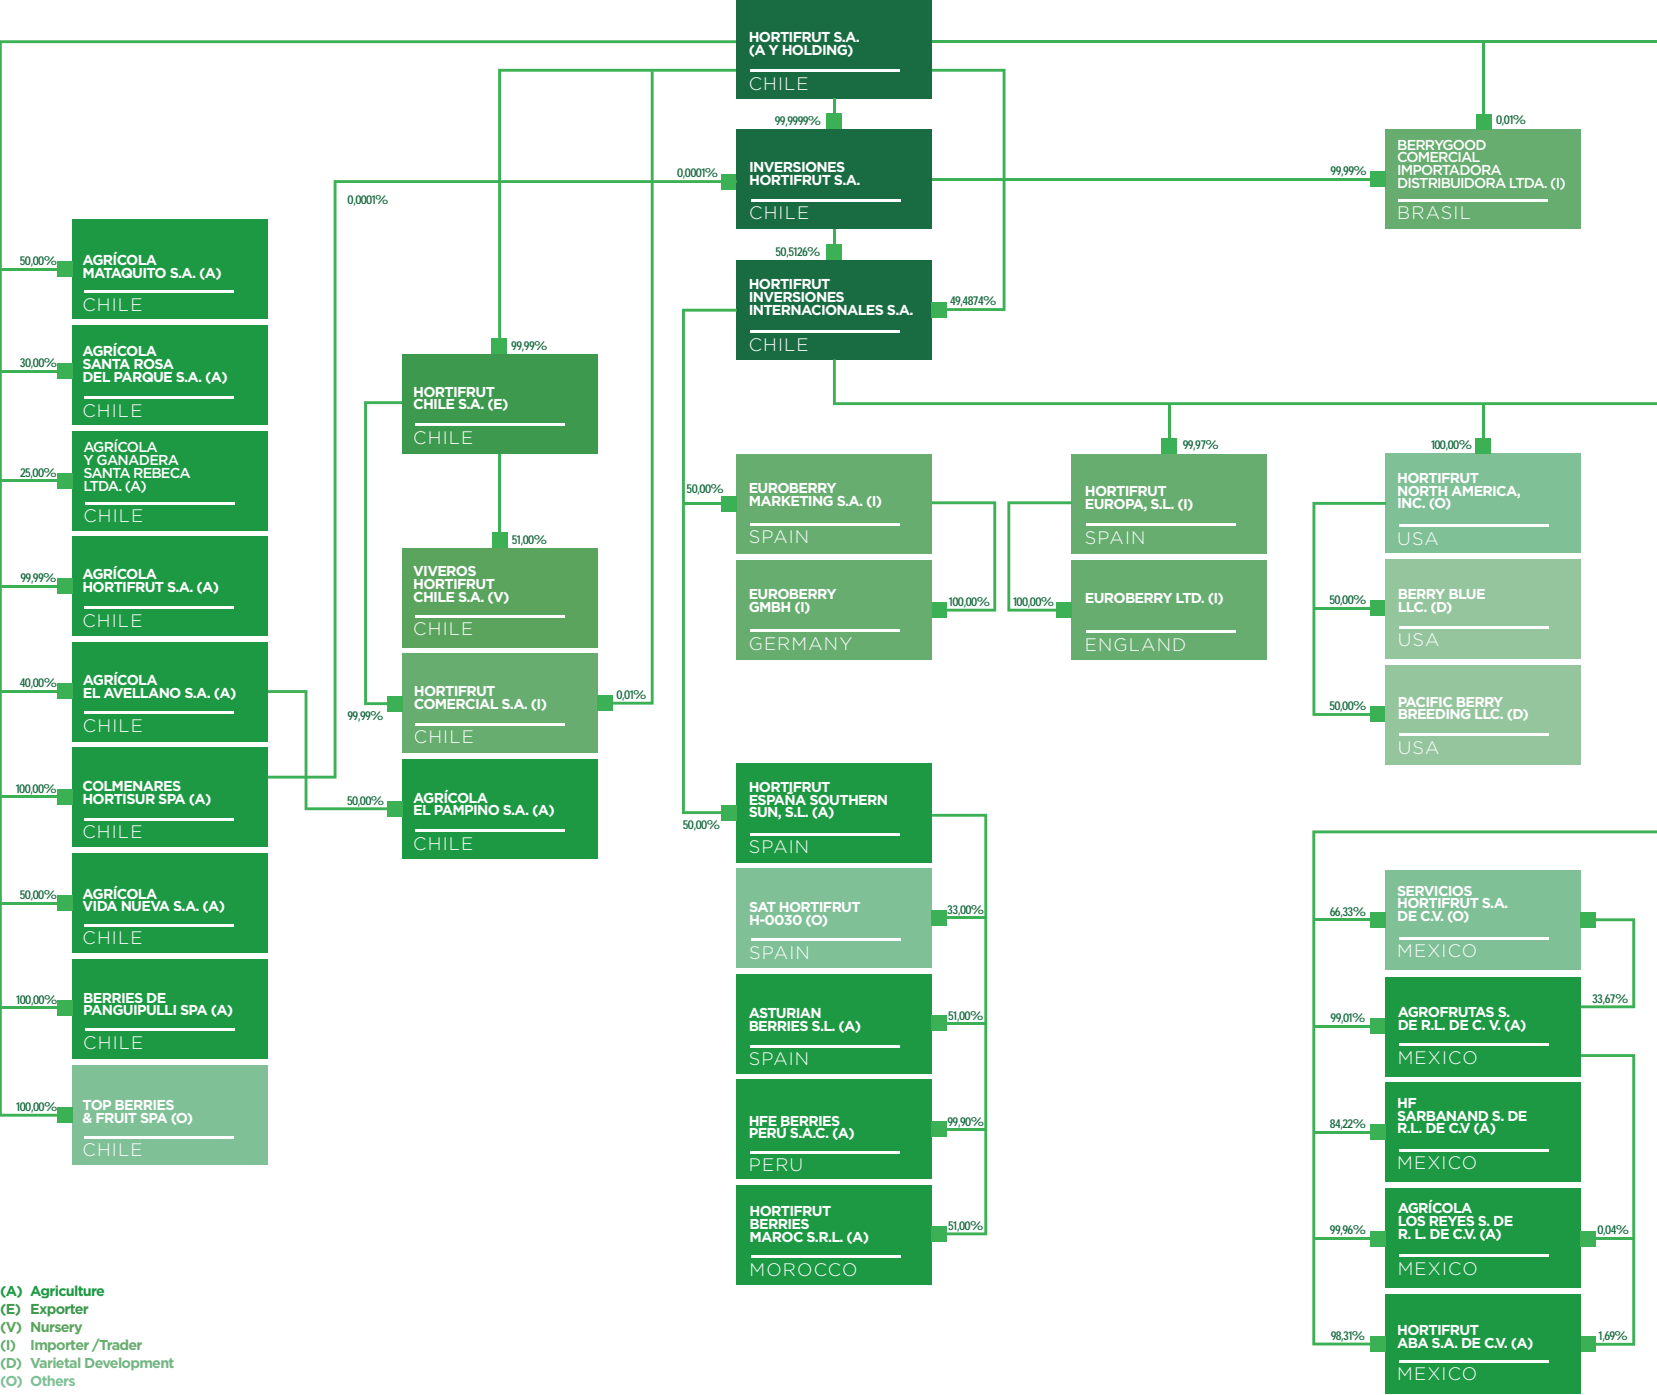 HORTIFRUT S.A.
(A Y HOLDING)
CHILE
99,9999%
0,01%
INVERSIONES
HORTIFRUT S.A.
CHILE
0,0001%
0,0001%
99,99%
BERRYGOOD
COMERCIAL
IMPORTADORA
DISTRIBUIDORA LTDA. (I)
BRASIL
50,5126%
HORTIFRUT
INVERSIONES
INTERNACIONALES S.A.
CHILE
49,4874%
50,00%
AGRÍCOLA
MATAQUITO S.A. (A)
CHILE
30,00%
AGRÍCOLA
SANTA ROSA
DEL PARQUE S.A. (A)
CHILE
25,00%
AGRÍCOLA
Y GANADERA
SANTA REBECA
LTDA. (A)
CHILE
99,99%
AGRÍCOLA
HORTIFRUT S.A. (A)
CHILE
40,00%
AGRÍCOLA
EL AVELLANO S.A. (A)
CHILE
100,00%
COLMENARES
HORTISUR SPA (A)
CHILE
50,00%
AGRÍCOLA
VIDA NUEVA S.A. (A)
CHILE
100,00%
BERRIES DE
PANGUIPULLI SPA (A)
CHILE
100,00%
TOP BERRIES
& FRUIT SPA (O)
CHILE
99,99%
HORTIFRUT
CHILE S.A. (E)
CHILE
51,00%
VIVEROS
HORTIFRUT
CHILE S.A. (V)
CHILE
99,99%
HORTIFRUT
COMERCIAL S.A. (I)
CHILE
0,01%
50,00%
AGRÍCOLA
EL PAMPINO S.A. (A)
CHILE
50,00%
EUROBERRY
MARKETING S.A. (I)
SPAIN
EUROBERRY
GMBH (I)
GERMANY
100,00%
99,97%
HORTIFRUT
EUROPA, S.L. (I)
SPAIN
100,00%
EUROBERRY LTD. (I)
ENGLAND
100,00%
HORTIFRUT
NORTH AMERICA,
INC. (O)
USA
50,00%
BERRY BLUE
LLC. (D)
USA
50,00%
PACIFIC BERRY
BREEDING LLC. (D)
USA
50,00%
HORTIFRUT
ESPAÑA SOUTHERN
SUN, S.L. (A)
SPAIN
SAT HORTIFRUT
H-0030 (O)
SPAIN
33,00%
ASTURIAN
BERRIES S.L. (A)
SPAIN
51,00%
HFE BERRIES
PERÚ S.A.C. (A)
PERU
99,90%
HORTIFRUT
BERRIES
MAROC S.R.L. (A)
MOROCCO
51,00%
66,33%
SERVICIOS
HORTIFRUT S.A.
DE C.V. (O)
MEXICO
33,67%
99,01%
AGROFRUTAS S.
DE R.L. DE C. V. (A)
MEXICO
84,22%
HF
SARBANAND S. DE
R.L. DE C.V (A)
MEXICO
99,96%
AGRÍCOLA
LOS REYES S. DE
R. L. DE C.V. (A)
MEXICO
0,04%
98,31%
HORTIFRUT
ABA S.A. DE C.V. (A)
MEXICO
1,69%
(A) Agriculture
(E) Exporter
(V) Nursery
(I) Importer /Trader
(D) Varietal Development
(O) Others